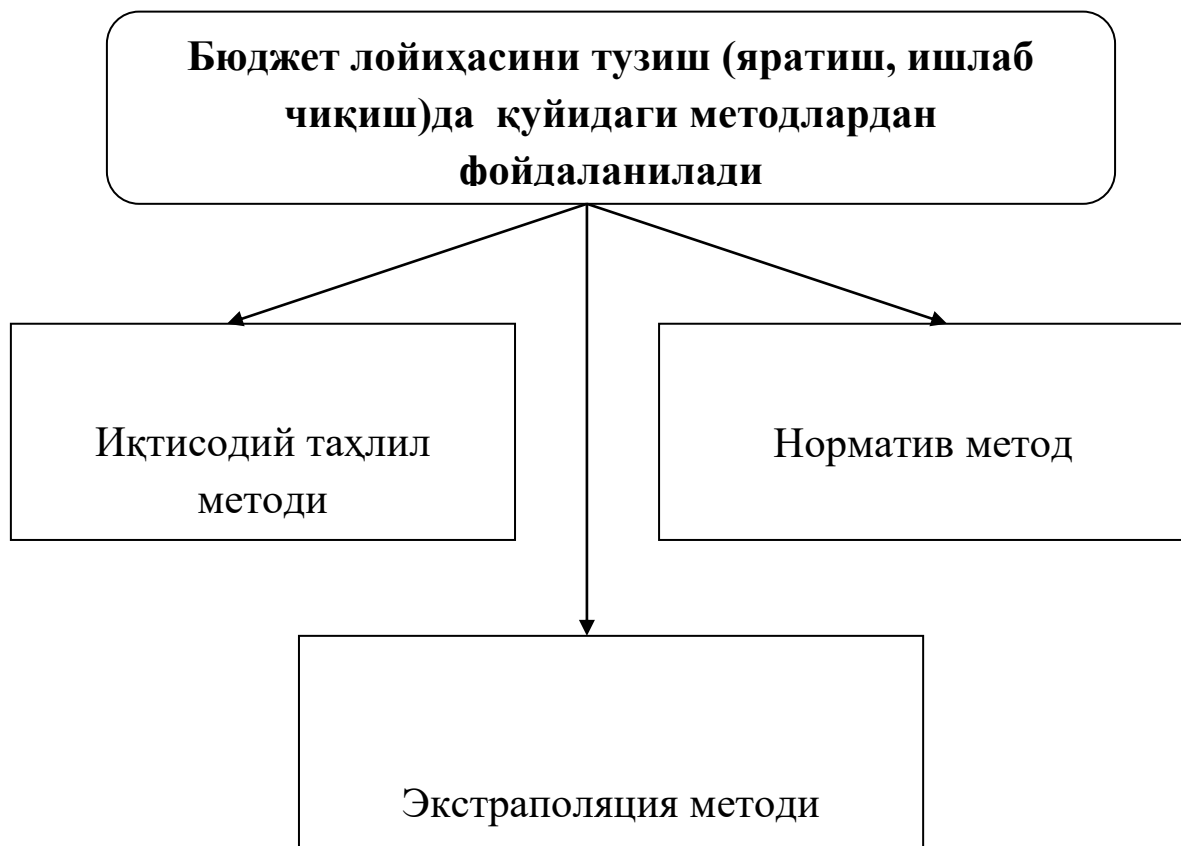 Бюджет лойиҳасини тузиш (яратиш, ишлаб
чиқиш)да қуйидаги методлардан
фойдаланилади
Иқтисодий таҳлил
методи
Норматив метод
Экстраполяция методи